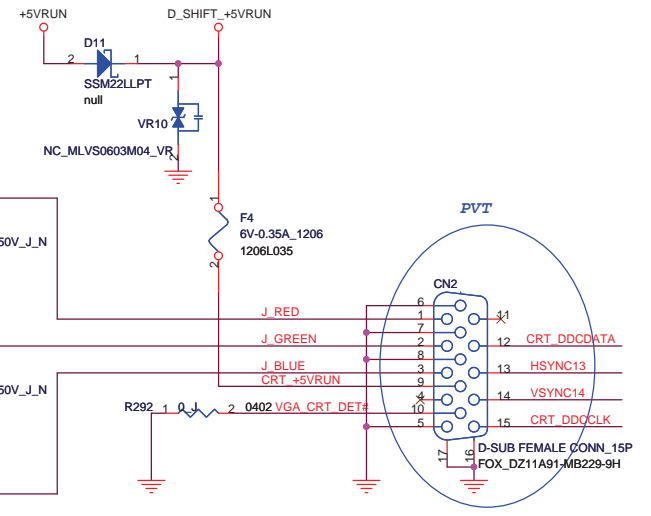 +5VRUN
D_SHIFT_+5VRUN
D11
2
1
SSM22LLPT
null
1
VR10
NC_MLVS0603M04_VR
2
1
F4
6V-0.35A_1206
1206L035
2
50V_J_N
PVT
CN2
6
J_RED
1
11
7
J_GREEN
2
12
CRT_DDCDATA
8
J_BLUE
3
13
HSYNC13
CRT_+5VRUN
9
4
14
VSYNC14
50V_J_N
R292
1
0_J
2
0402
VGA_CRT_DET#
10
5
15
CRT_DDCCLK
17
16
D-SUB FEMALE CONN_15P
FOX_DZ11A91-MB229-9H